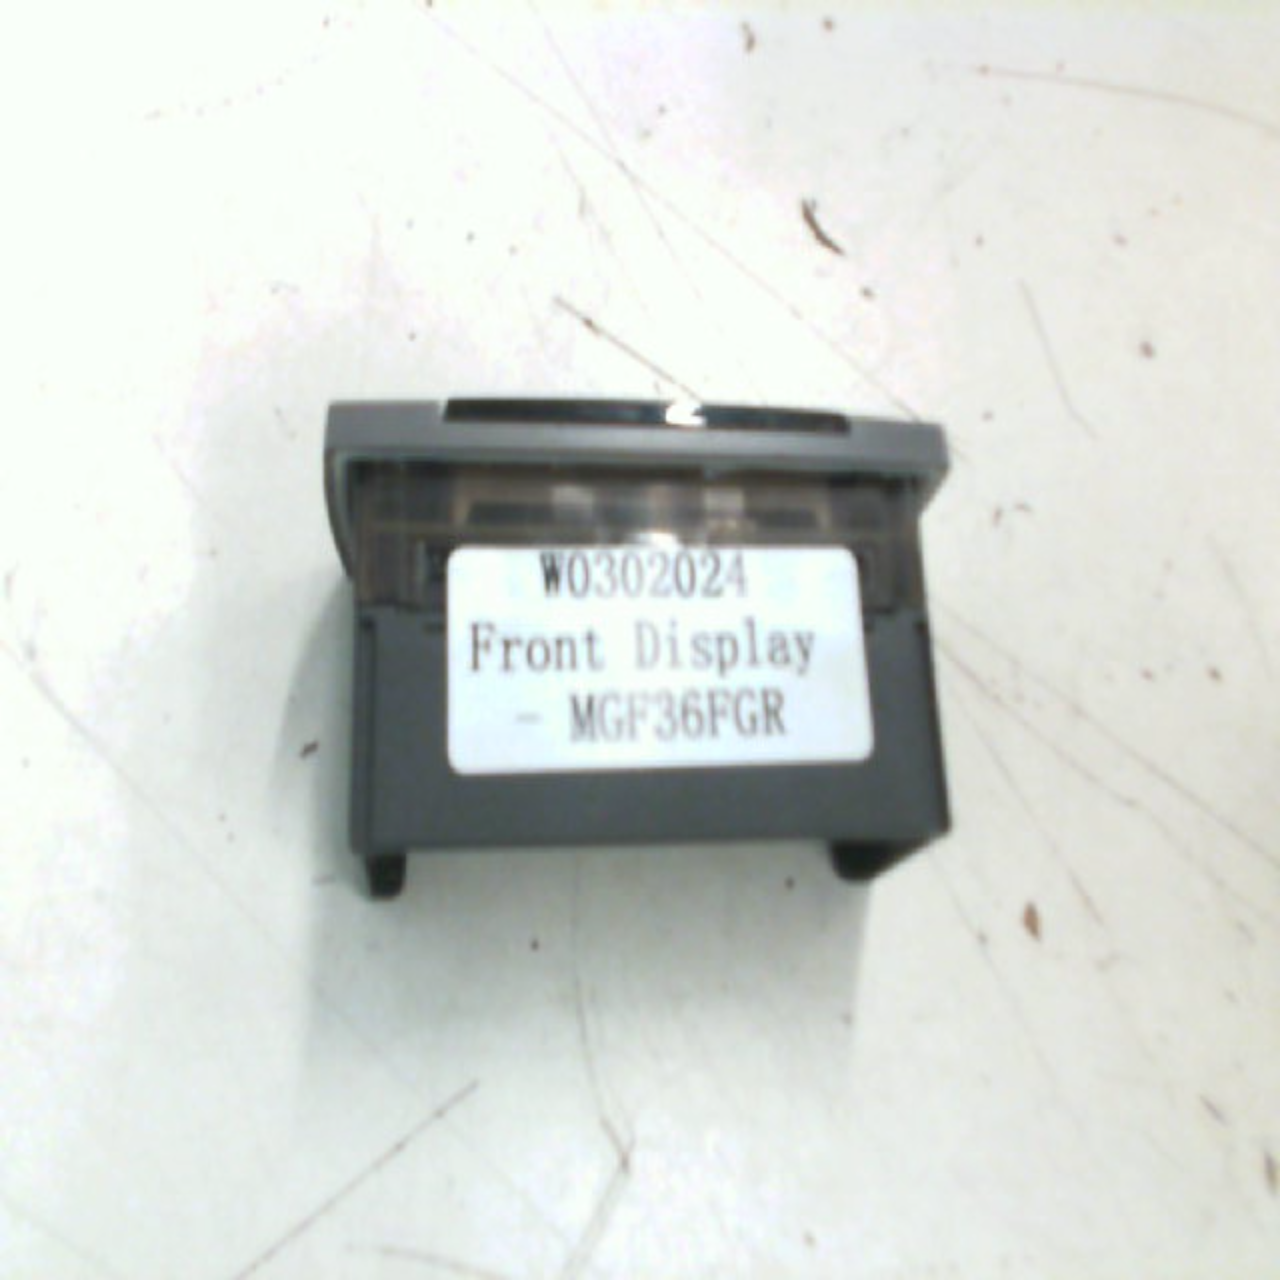 W0302024
Front Display
- MGF36FGR